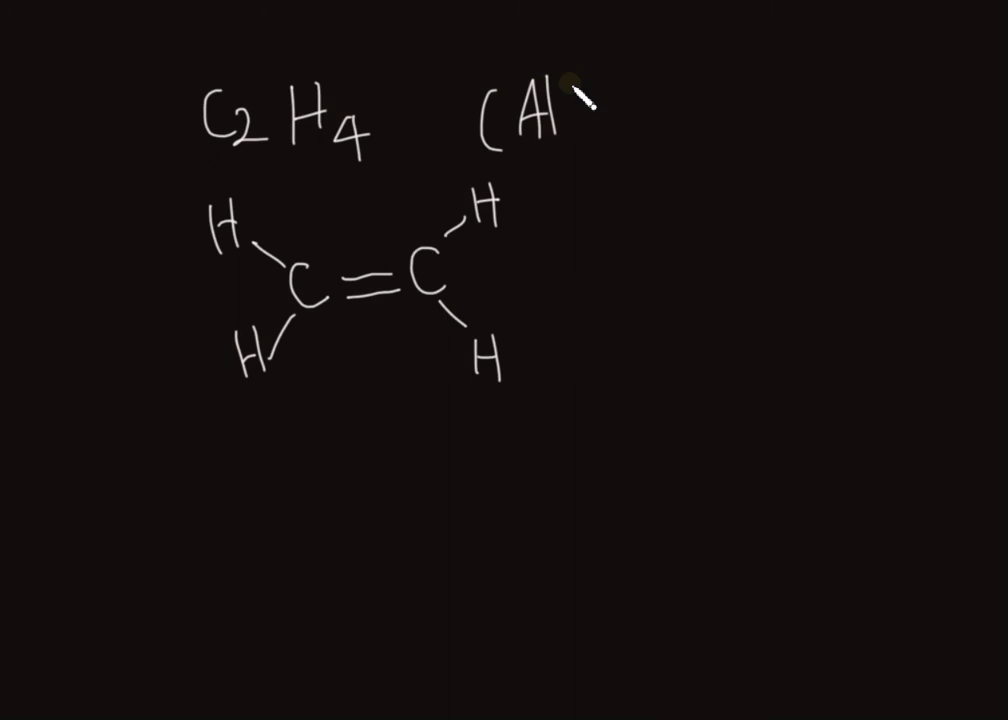 C2H4 (Al
H H
C = C
H H